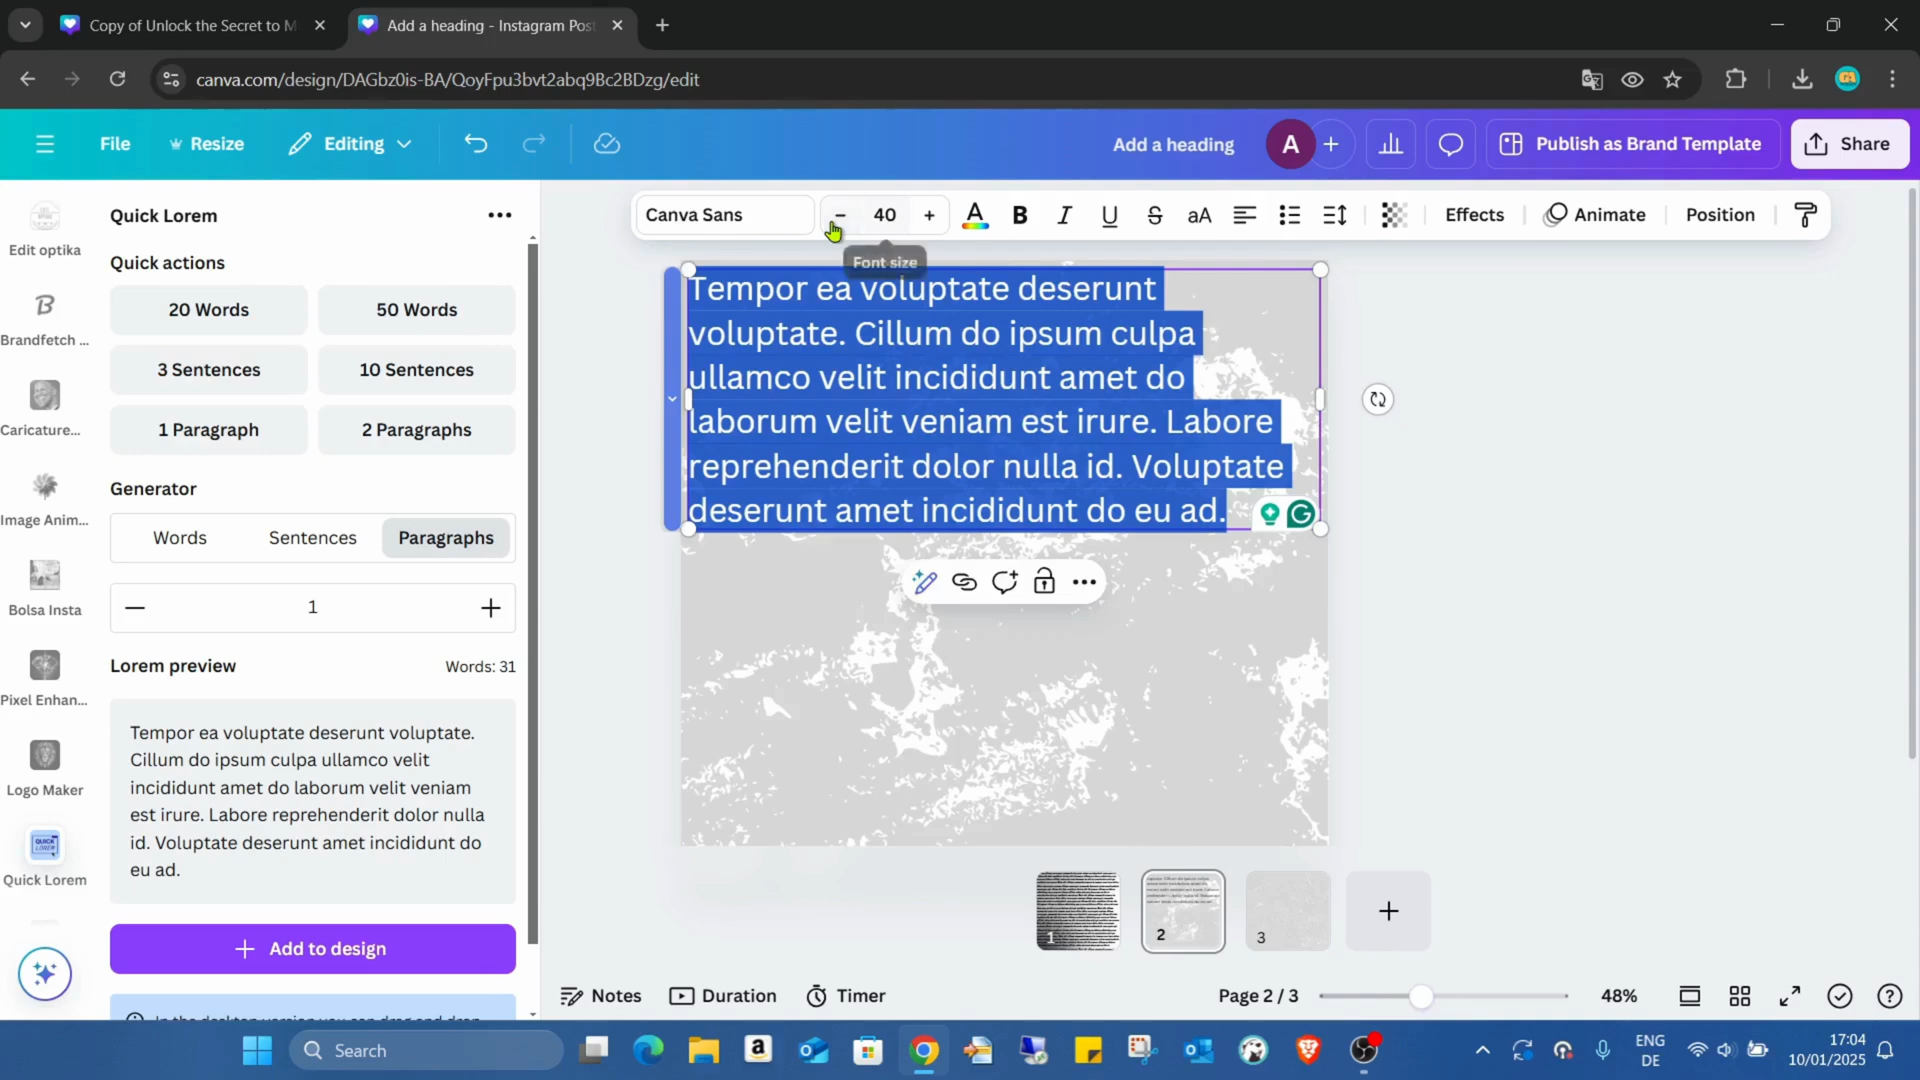 Copy of Unlock the Secret to M
Add a heading - Instagram Post
canva.com/design/DAGbz0is-BA/QoyFpu3bvt2abq9Bc2BDzg/edit
File
Resize
Editing
Add a heading
A
Publish as Brand Template
Share
Canva Sans
– 40 +
A
B
I
U
S
aA
Effects
Animate
Position
Font size
Edit optika
Brandfetch ...
Caricature...
Image Anim...
Bolsa Insta
Pixel Enhan...
Logo Maker
QUICK
LOREM
Quick Lorem
Quick Lorem
Quick actions
20 Words
50 Words
3 Sentences
10 Sentences
1 Paragraph
2 Paragraphs
Generator
Words
Sentences
Paragraphs
1
Lorem preview
Words: 31
Tempor ea voluptate deserunt voluptate.
Cillum do ipsum culpa ullamco velit
incididunt amet do laborum velit veniam
est irure. Labore reprehenderit dolor nulla
id. Voluptate deserunt amet incididunt do
eu ad.
Add to design
Tempor ea voluptate deserunt
voluptate. Cillum do ipsum culpa
ullamco velit incididunt amet do
laborum velit veniam est irure. Labore
reprehenderit dolor nulla id. Voluptate
deserunt amet incididunt do eu ad.
1
2
3
Notes
Duration
Timer
Page 2 / 3
48%
Search
ENG
DE
17:04
10/01/2025